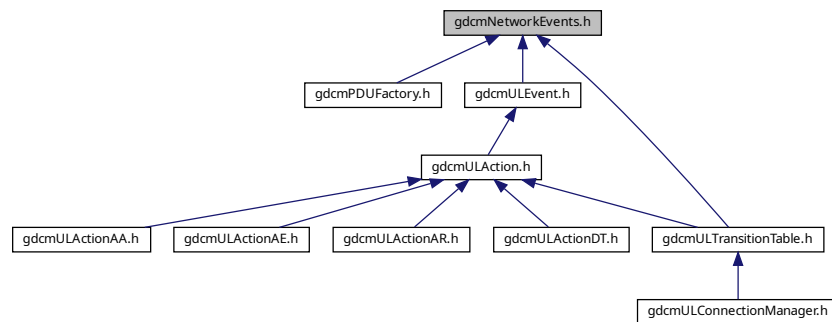 gdcmNetworkEvents.h
gdcmPDUFactory.h
gdcmULEvent.h
gdcmULAction.h
gdcmULActionAA.h
gdcmULActionAE.h
gdcmULActionAR.h
gdcmULActionDT.h
gdcmULTransitionTable.h
gdcmULConnectionManager.h